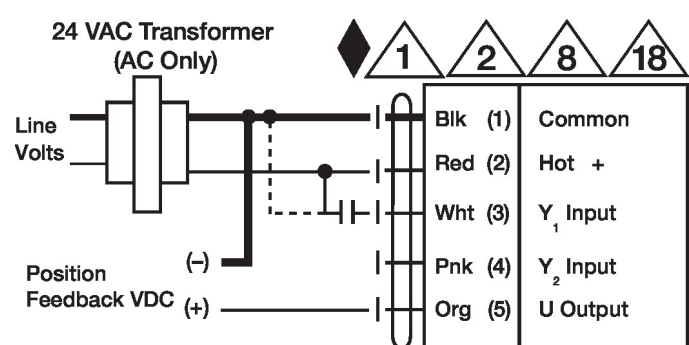 24 VAC Transformer
(AC Only)
1 2 8 18
Line
Volts
Blk (1) Common
Red (2) Hot +
Wht (3) Y₁ Input
(–)
Pnk (4) Y₂ Input
Position
Feedback VDC (+)
Org (5) U Output